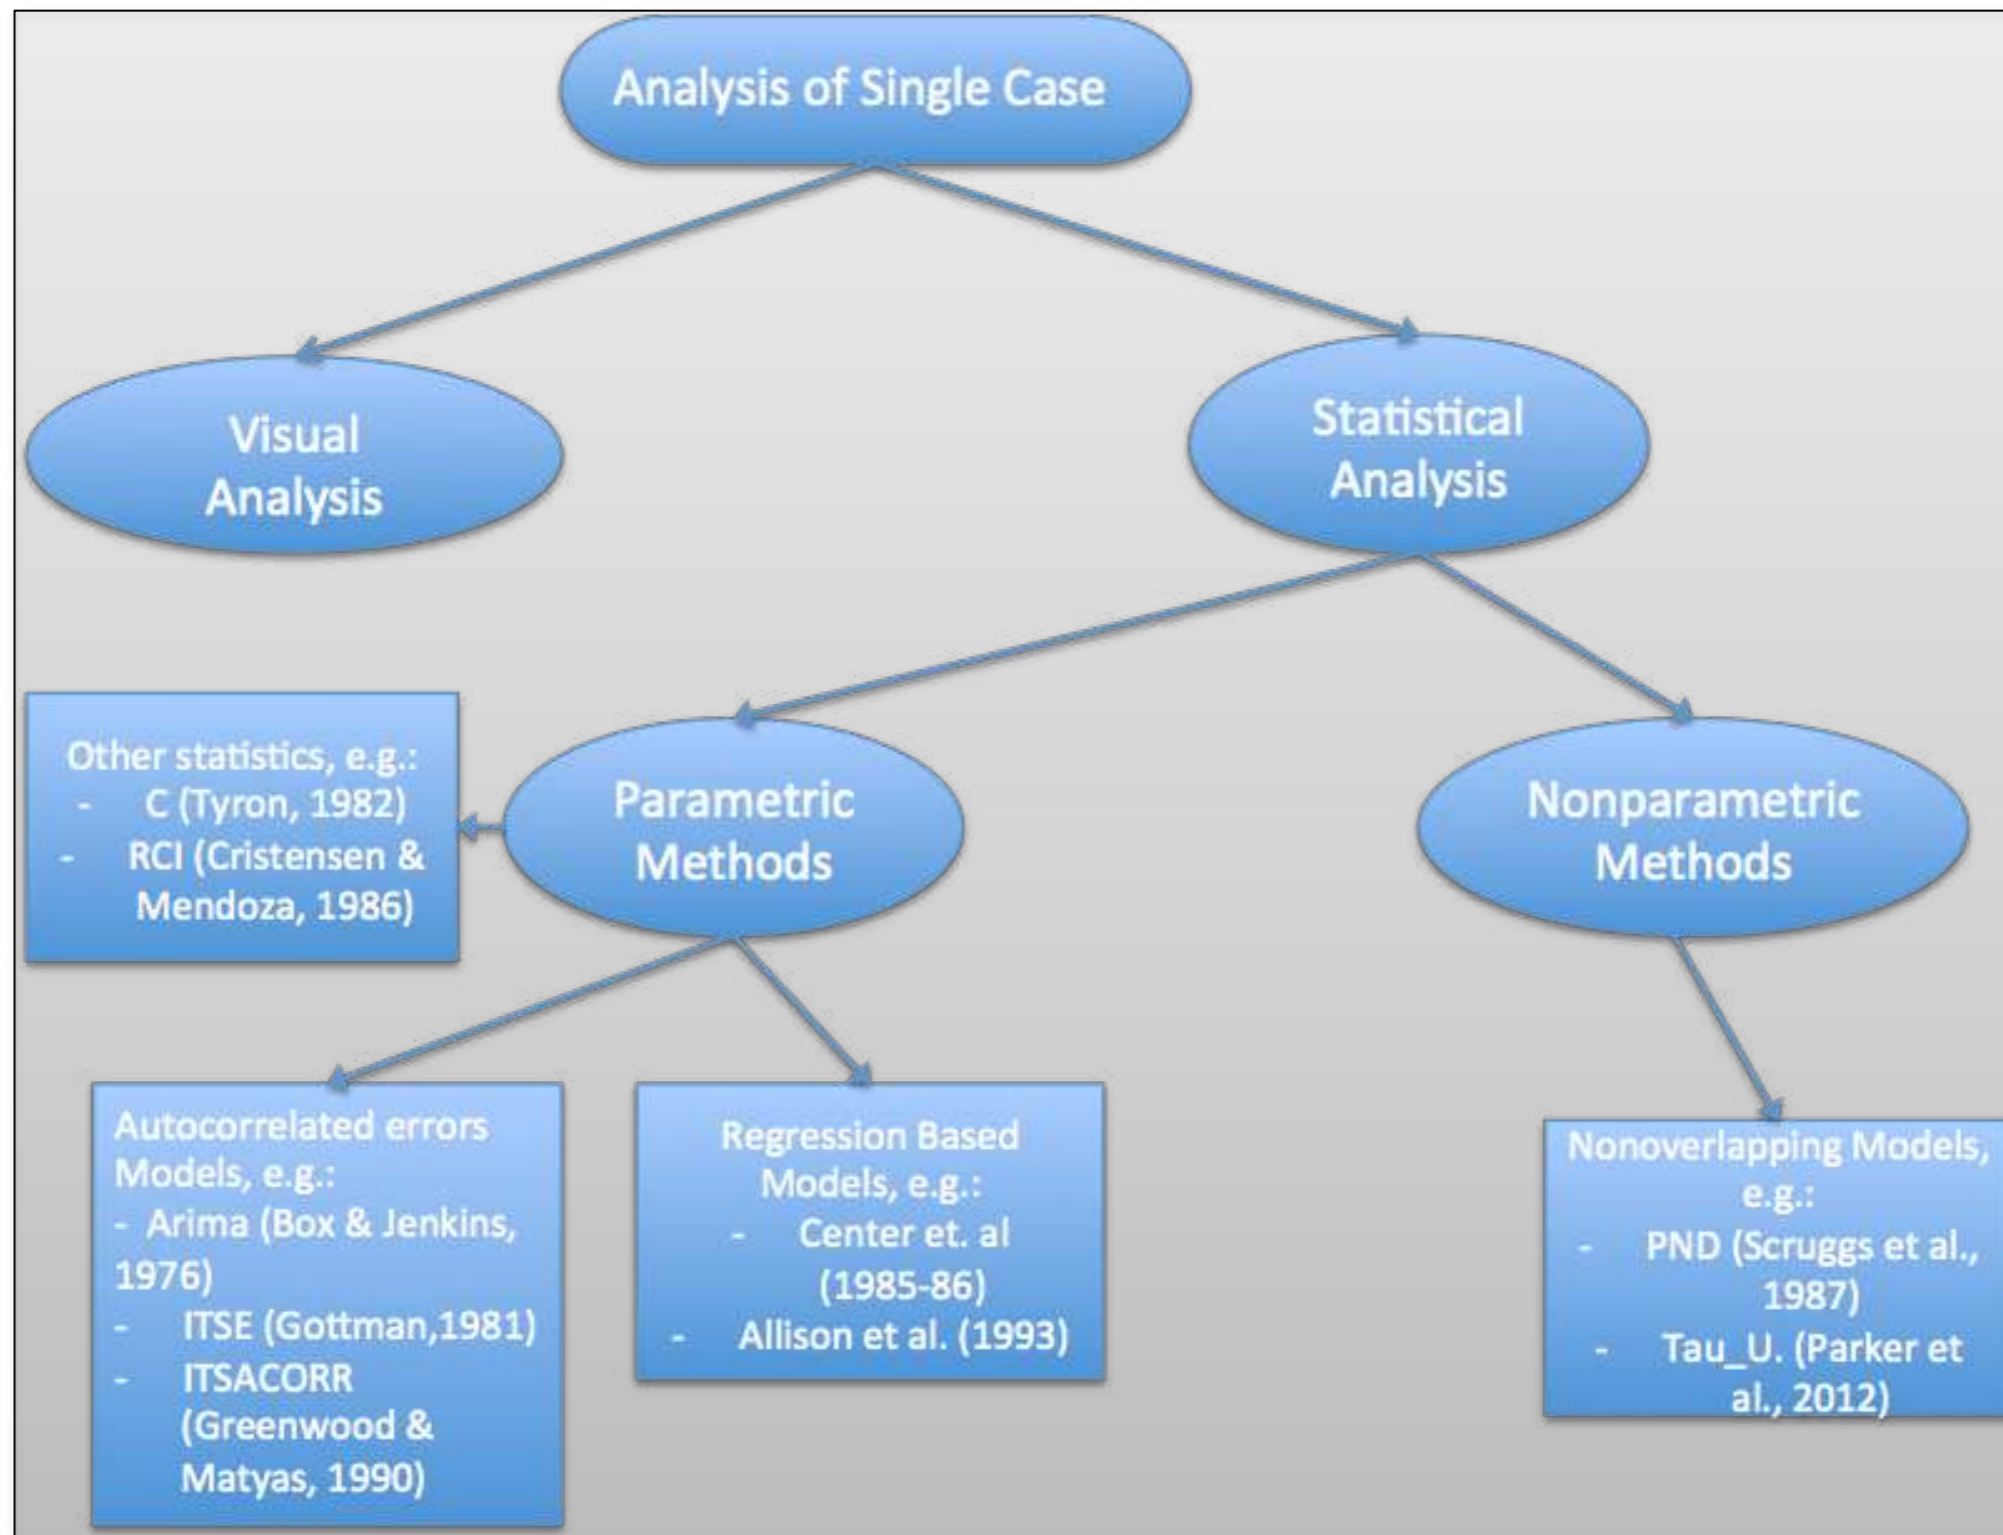 Analysis of Single Case
Visual
Analysis
Statistical
Analysis
Other statistics, e.g.:
- C (Tyron, 1982)
- RCI (Cristensen &
Mendoza, 1986)
Parametric
Methods
Nonparametric
Methods
Autocorrelated errors
Models, e.g.:
- Arima (Box & Jenkins,
1976)
- ITSE (Gottman,1981)
- ITSACORR
(Greenwood &
Matyas, 1990)
Regression Based
Models, e.g.:
- Center et. al
(1985-86)
- Allison et al. (1993)
Nonoverlapping Models,
e.g.:
- PND (Scruggs et al.,
1987)
- Tau_U. (Parker et
al., 2012)